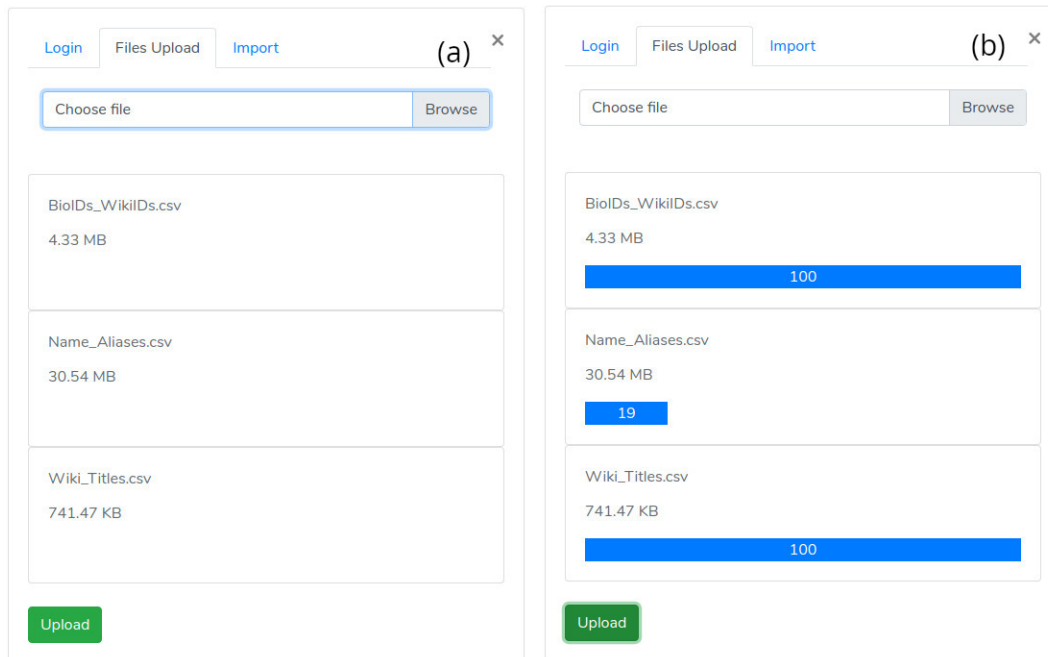 Login Files Upload Import (a) ×
Choose file Browse
BioIDs_WikiIDs.csv
4.33 MB
Name_Aliases.csv
30.54 MB
Wiki_Titles.csv
741.47 KB
Upload
Login Files Upload Import (b) ×
Choose file Browse
BioIDs_WikiIDs.csv
4.33 MB
100
Name_Aliases.csv
30.54 MB
19
Wiki_Titles.csv
741.47 KB
100
Upload